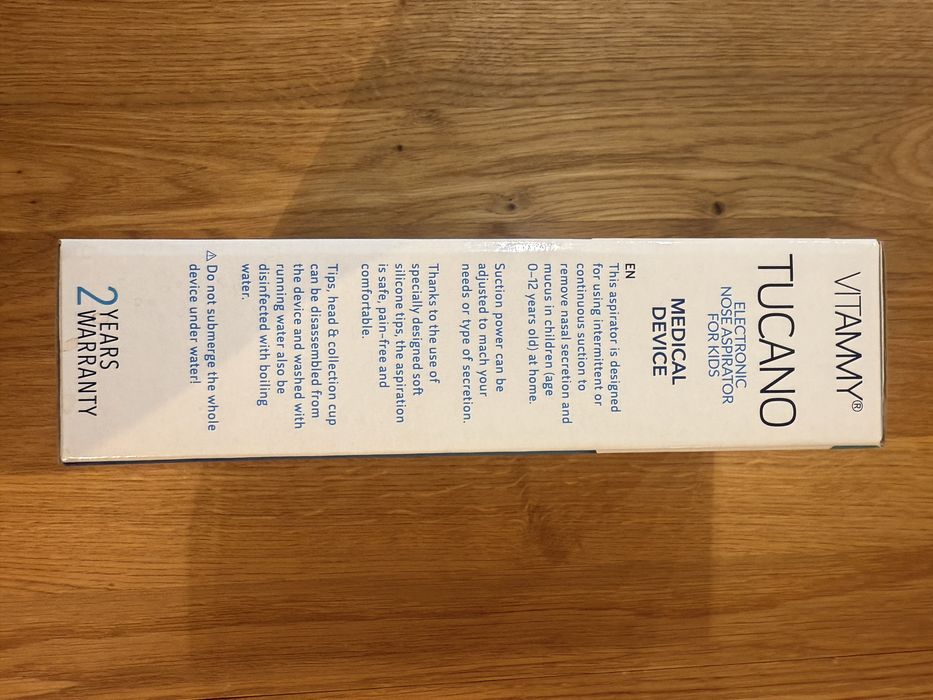 VITAMMY®
TUCANO
ELECTRONIC
NOSE ASPIRATOR
FOR KIDS
MEDICAL
DEVICE
EN
This aspirator is designed
for using intermittent or
continuous suction to
remove nasal secretion and
mucus in children (age
0-12 years old) at home.
Suction power can be
adjusted to mach your
needs or type of secretion.
Thanks to the use of
specially designed soft
silicone tips, the aspiration
is safe, pain-free and
comfortable.
Tips, head & collection cup
can be disassembled from
the device and washed with
running water also be
disinfected with boiling
water.
⚠ Do not submerge the whole
device under water!
2 YEARS
WARRANTY